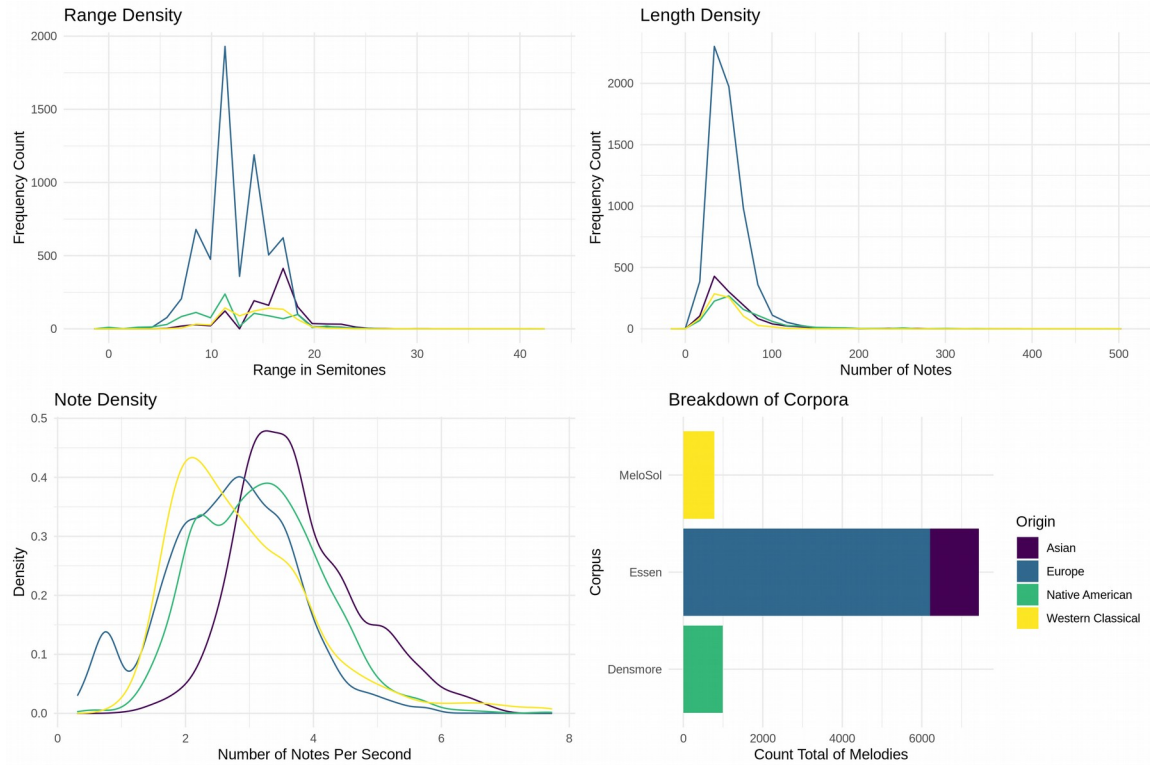 Range Density
2000
1500
1000
500
0
Frequency Count
0 10 20 30 40
Range in Semitones
Length Density
2000
1500
1000
500
0
Frequency Count
0 100 200 300 400 500
Number of Notes
Note Density
0.5
0.4
0.3
0.2
0.1
0.0
Density
0 2 4 6 8
Number of Notes Per Second
Breakdown of Corpora
MeloSol
Essen
Densmore
Corpus
0 2000 4000 6000
Count Total of Melodies
Origin
Asian
Europe
Native American
Western Classical